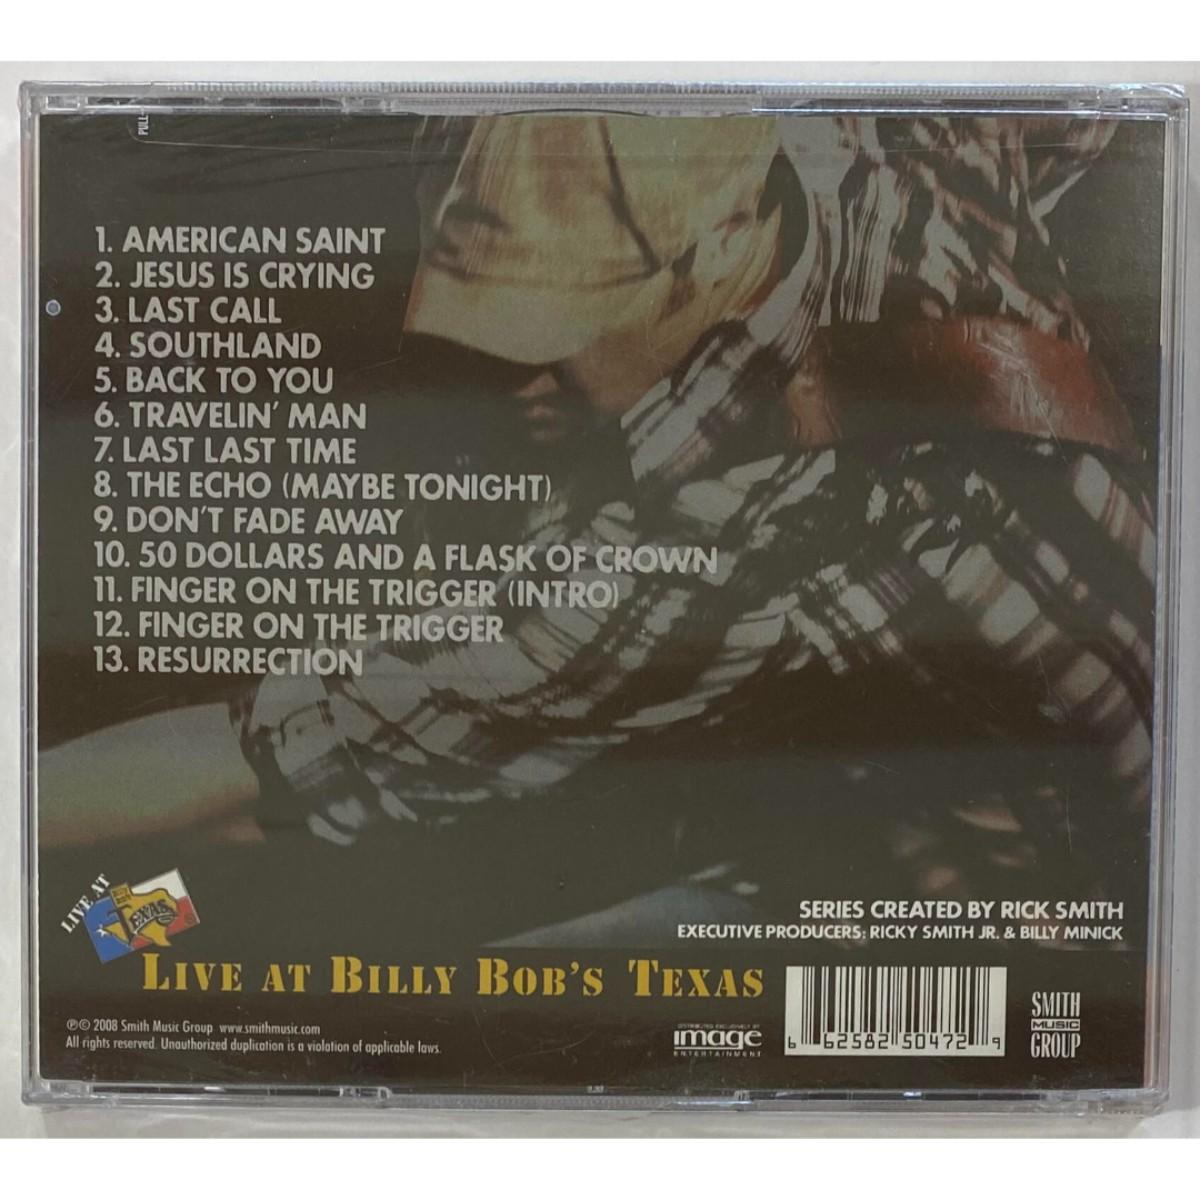 PULL
1. AMERICAN SAINT
2. JESUS IS CRYING
3. LAST CALL
4. SOUTHLAND
5. BACK TO YOU
6. TRAVELIN' MAN
7. LAST LAST TIME
8. THE ECHO (MAYBE TONIGHT)
9. DON'T FADE AWAY
10. 50 DOLLARS AND A FLASK OF CROWN
11. FINGER ON THE TRIGGER (INTRO)
12. FINGER ON THE TRIGGER
13. RESURRECTION
LIVE AT
TEXAS
LIVE AT BILLY BOB'S TEXAS
SERIES CREATED BY RICK SMITH
EXECUTIVE PRODUCERS: RICKY SMITH JR. & BILLY MINICK
℗© 2008 Smith Music Group www.smithmusic.com
All rights reserved. Unauthorized duplication is a violation of applicable laws.
DISTRIBUTED EXCLUSIVELY BY
image
ENTERTAINMENT
6 62582 50472 9
SMITH
MUSIC
GROUP